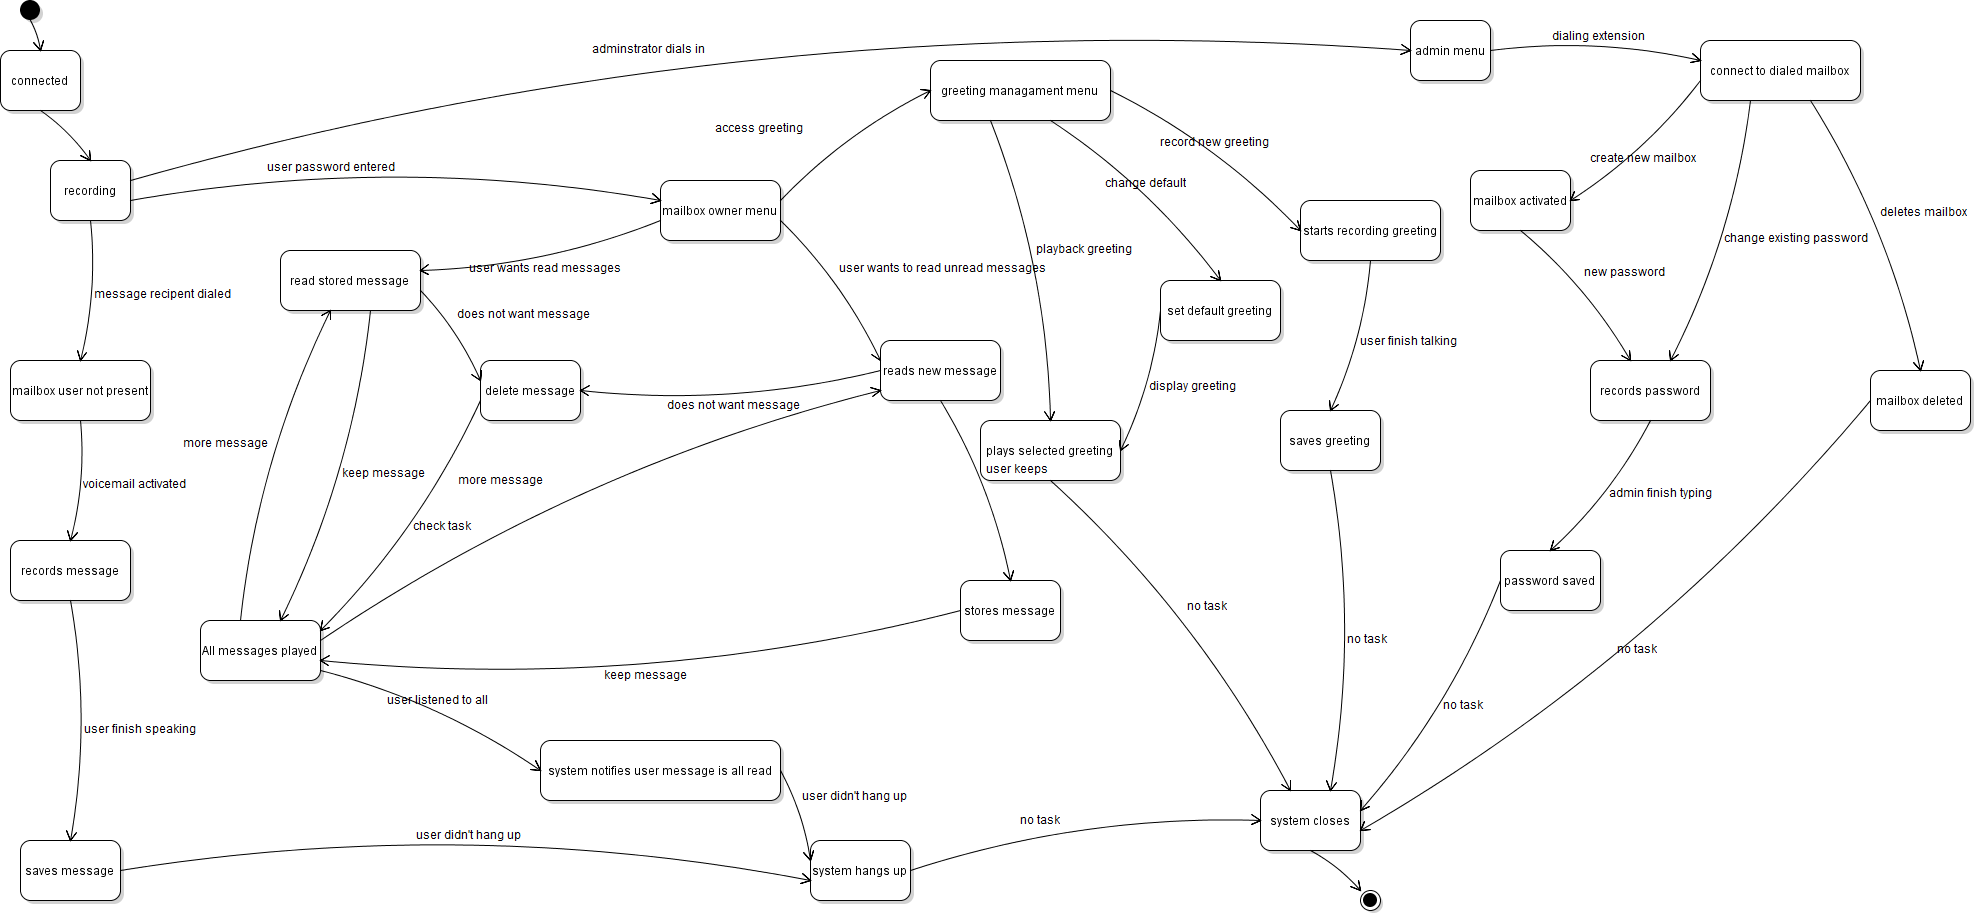 adminstrator dials in
admin menu
dialing extension
connected
greeting managament menu
connect to dialed mailbox
access greeting
record new greeting
create new mailbox
user password entered
recording
change default
mailbox owner menu
mailbox activated
deletes mailbox
starts recording greeting
change existing password
playback greeting
user wants read messages
user wants to read unread messages
new password
read stored message
message recipent dialed
does not want message
set default greeting
user finish talking
reads new message
display greeting
mailbox user not present
delete message
records password
mailbox deleted
does not want message
more message
saves greeting
plays selected greeting
user keeps
keep message
more message
voicemail activated
admin finish typing
check task
records message
password saved
stores message
no task
no task
All messages played
no task
keep message
user listened to all
no task
user finish speaking
system notifies user message is all read
user didn't hang up
no task
system closes
user didn't hang up
saves message
system hangs up